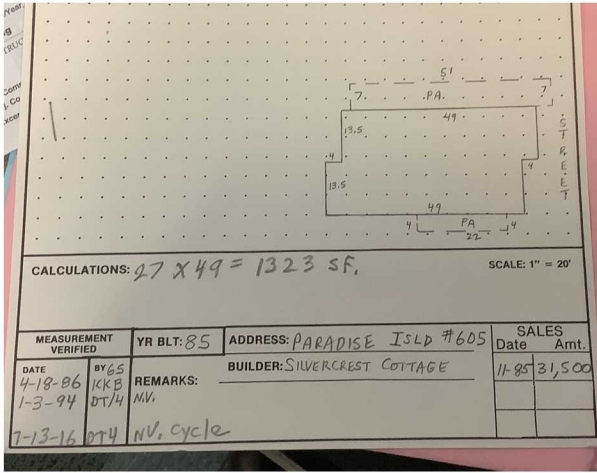 Year
51'
7 PA. 7
49
13.5
4
13.5
4
STREET
49
4 PA 4
22
CALCULATIONS: 27 X 49 = 1323 SF.
SCALE: 1" = 20'
MEASUREMENT VERIFIED
YR BLT: 85
ADDRESS: PARADISE ISLD #605
BUILDER: SILVERCREST COTTAGE
SALES
Date Amt.
11-85 31,500
DATE BY 65
4-18-86 KKB
1-3-94 DT/4
7-13-16 DT4
REMARKS:
N.V.
NV. CYCLE